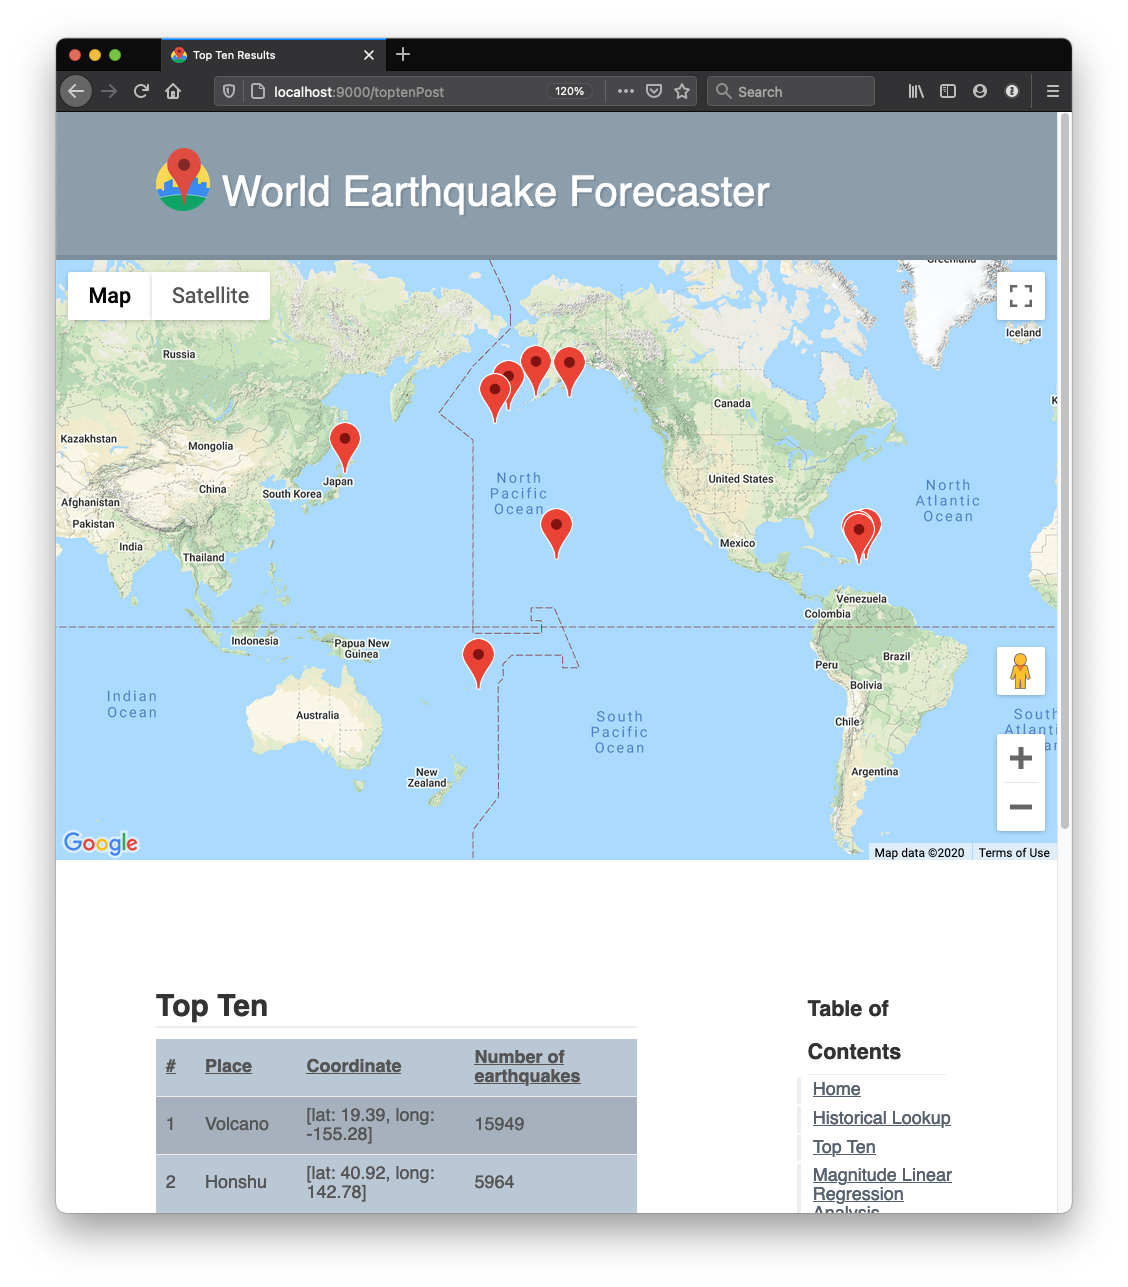 Top Ten Results
localhost:9000/toptenPost
120%
Search
World Earthquake Forecaster
Map
Satellite
Greenland
Iceland
Russia
Canada
Kazakhstan
Mongolia
North
Pacific
Ocean
United States
North
Atlantic
Ocean
China
Japan
South Korea
Afghanistan
Pakistan
India
Thailand
Mexico
Venezuela
Colombia
Indonesia
Papua New
Guinea
Brazil
Peru
Bolivia
Indian
Ocean
Australia
South
Pacific
Ocean
Chile
South
Atlanti
New
Zealand
Argentina
Google
Map data ©2020
Terms of Use
Top Ten
# Place Coordinate Number of
earthquakes
1 Volcano [lat: 19.39, long:
-155.28] 15949
2 Honshu [lat: 40.92, long:
142.78] 5964
Table of
Contents
Home
Historical Lookup
Top Ten
Magnitude Linear
Regression
Analysis